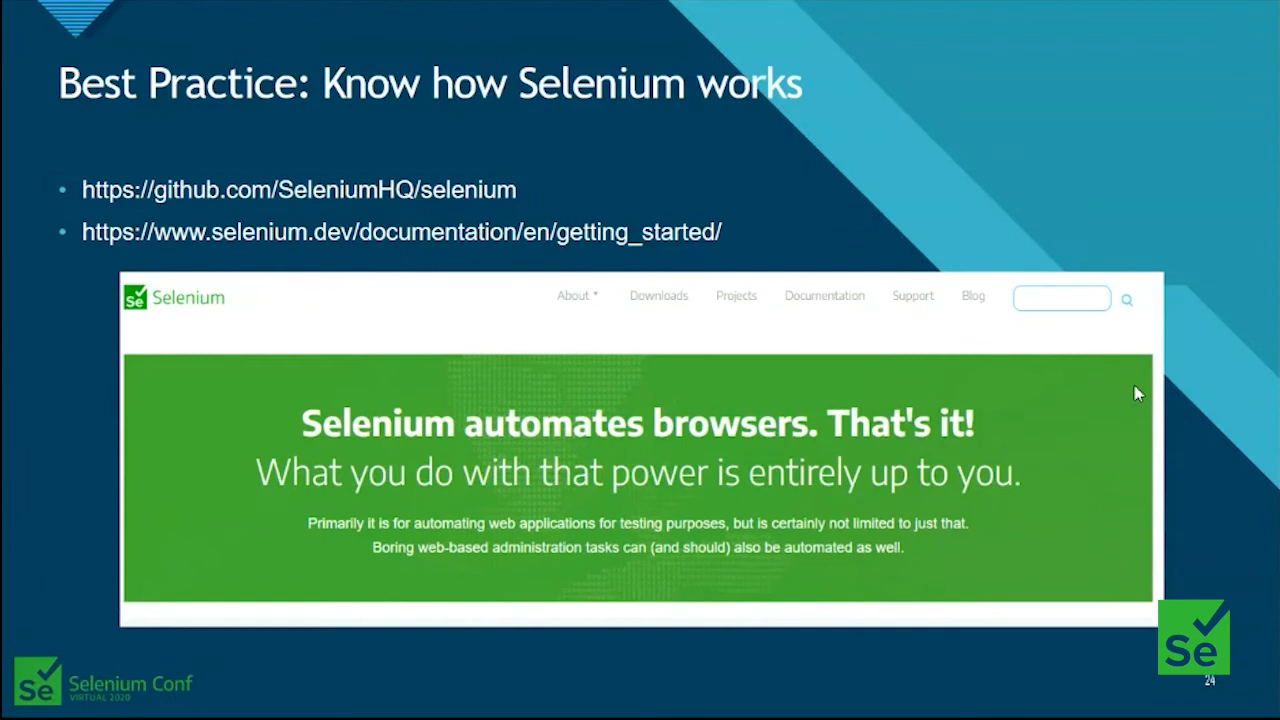 Best Practice: Know how Selenium works
• https://github.com/SeleniumHQ/selenium
• https://www.selenium.dev/documentation/en/getting_started/
Se Selenium About Downloads Projects Documentation Support Blog
Selenium automates browsers. That's it!
What you do with that power is entirely up to you.
Primarily it is for automating web applications for testing purposes, but is certainly not limited to just that.
Boring web-based administration tasks can (and should) also be automated as well.
Se
Se Selenium Conf
VIRTUAL 2020
24